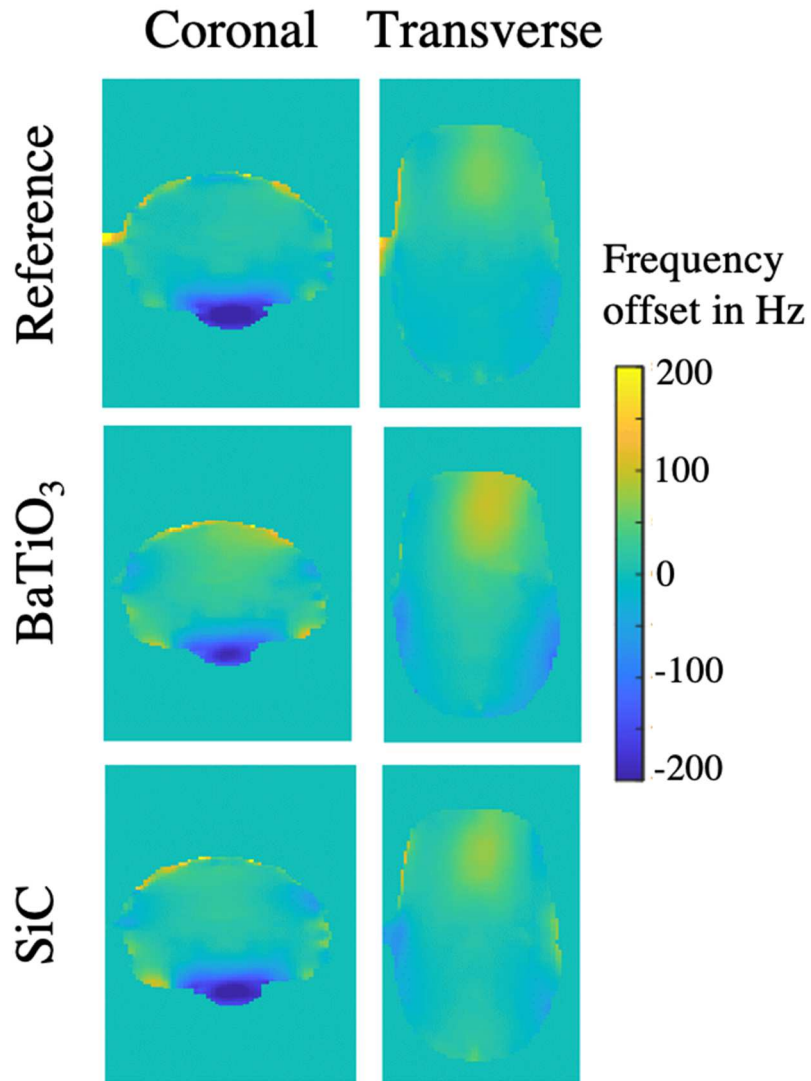 Coronal Transverse
Reference
Frequency
offset in Hz
200
100
0
-100
-200
BaTiO₃
SiC